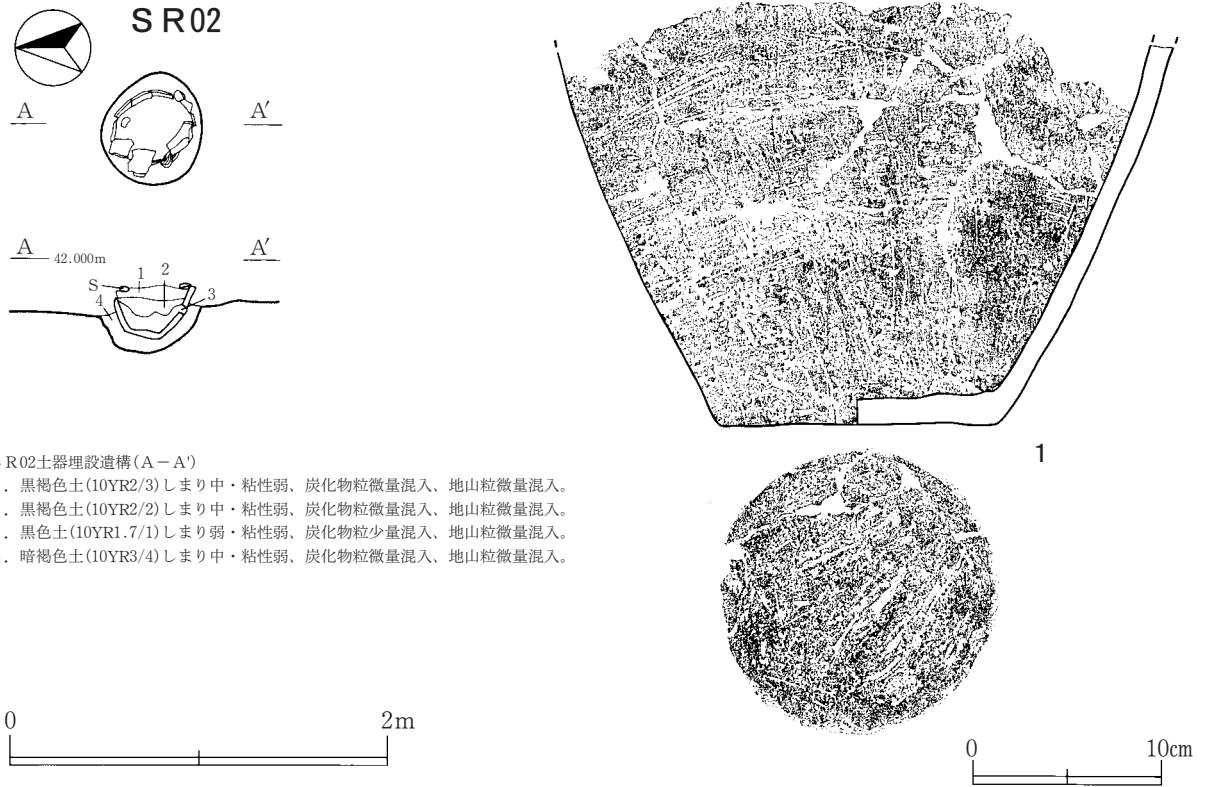 SR02
A A′
A 42.000m A′
S 1 2
4 3
R02土器埋設遺構(A－A')
．黒褐色土(10YR2/3)しまり中・粘性弱、炭化物粒微量混入、地山粒微量混入。
．黒褐色土(10YR2/2)しまり中・粘性弱、炭化物粒微量混入、地山粒微量混入。
．黒色土(10YR1.7/1)しまり弱・粘性弱、炭化物粒少量混入、地山粒微量混入。
．暗褐色土(10YR3/4)しまり中・粘性弱、炭化物粒微量混入、地山粒微量混入。
0 2m
1
0 10cm